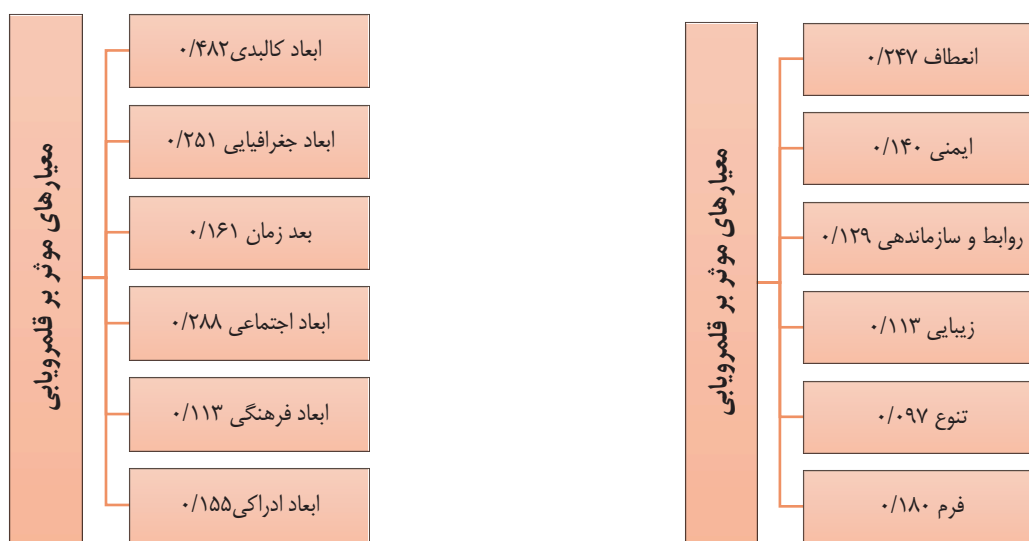 معیارهای موثر بر قلمرویابی
انعطاف ۰/۲۴۷
ایمنی ۰/۱۴۰
روابط و سازماندهی ۰/۱۲۹
زیبایی ۰/۱۱۳
تنوع ۰/۰۹۷
فرم ۰/۱۸۰
معیارهای موثر بر قلمرویابی
ابعاد کالبدی۰/۴۸۲
ابعاد جغرافیایی ۰/۲۵۱
بعد زمان ۰/۱۶۱
ابعاد اجتماعی ۰/۲۸۸
ابعاد فرهنگی ۰/۱۱۳
ابعاد ادراکی۰/۱۵۵